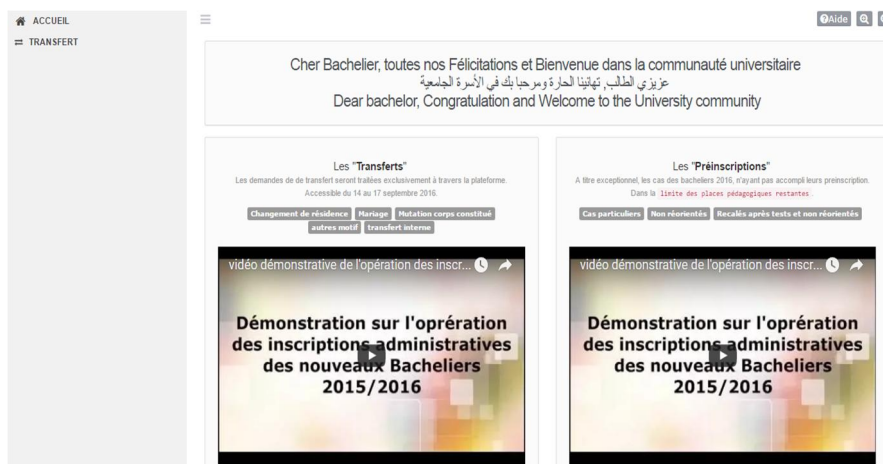 ACCUEIL
TRANSFERT
Aide
Cher Bachelier, toutes nos Félicitations et Bienvenue dans la communauté universitaire
عزيزي الطالب, تهانينا الحارة ومرحبا بك في الأسرة الجامعية
Dear bachelor, Congratulation and Welcome to the University community
Les "Transferts"
Les demandes de de transfert seront traitées exclusivement à travers la plateforme.
Accessible du 14 au 17 septembre 2016.
Changement de résidence Mariage Mutation corps constitué
autres motif transfert interne
vidéo démonstrative de l'opération des inscr...
Démonstration sur l'oprération
des inscriptions administratives
des nouveaux Bacheliers
2015/2016
Les "Préinscriptions"
A titre exceptionnel, les cas des bacheliers 2016, n'ayant pas accompli leurs preinscription.
Dans la limite des places pédagogiques restantes
Cas particuliers Non réorientés Recalés après tests et non réorientés
vidéo démonstrative de l'opération des inscr...
Démonstration sur l'oprération
des inscriptions administratives
des nouveaux Bacheliers
2015/2016